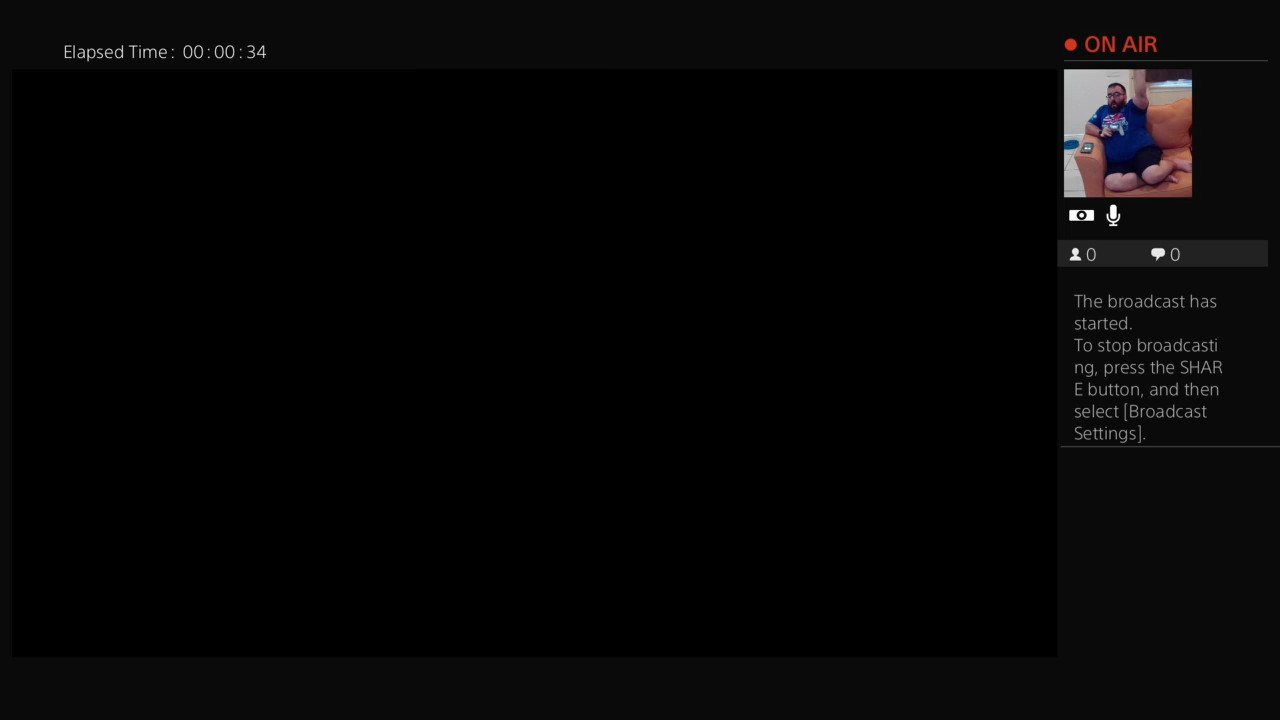 Elapsed Time: 00:00:34
ON AIR
0 0
The broadcast has
started.
To stop broadcasti
ng, press the SHAR
E button, and then
select [Broadcast
Settings].